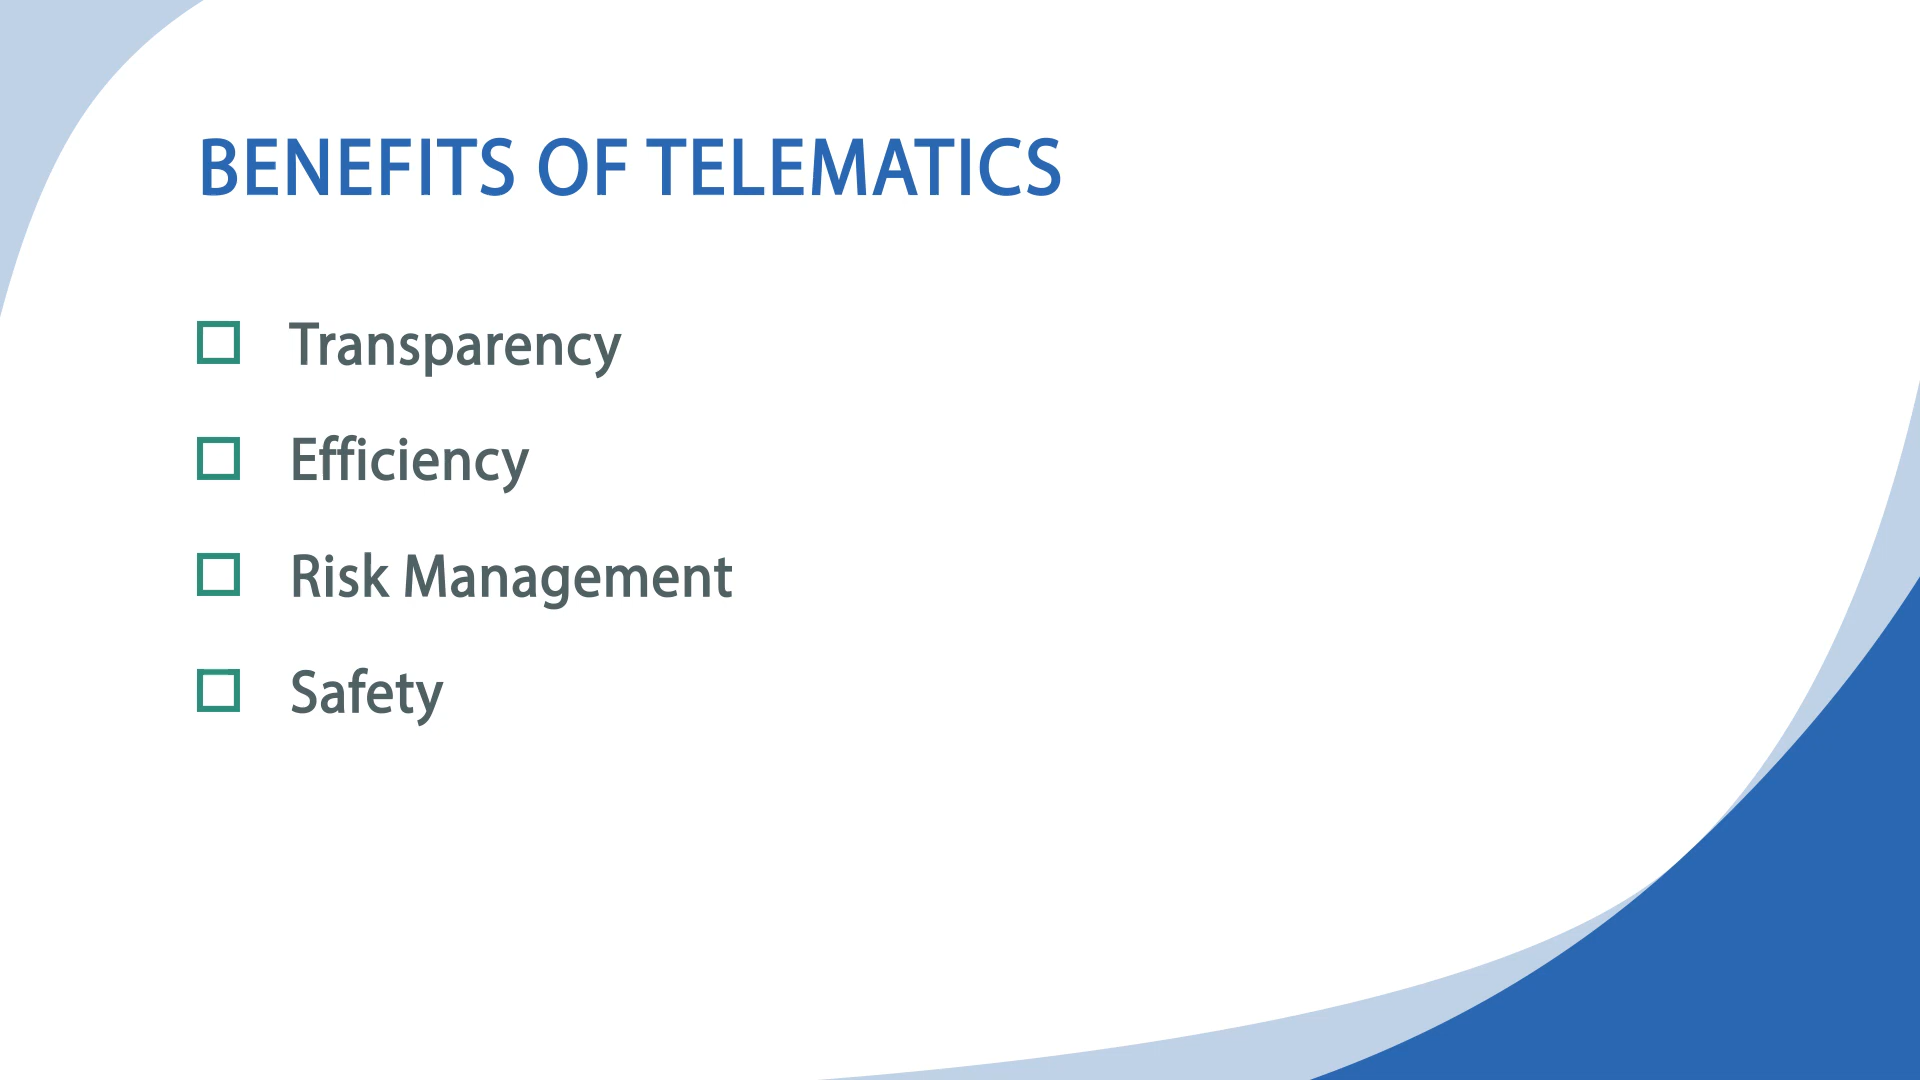 BENEFITS OF TELEMATICS
Transparency
Efficiency
Risk Management
Safety